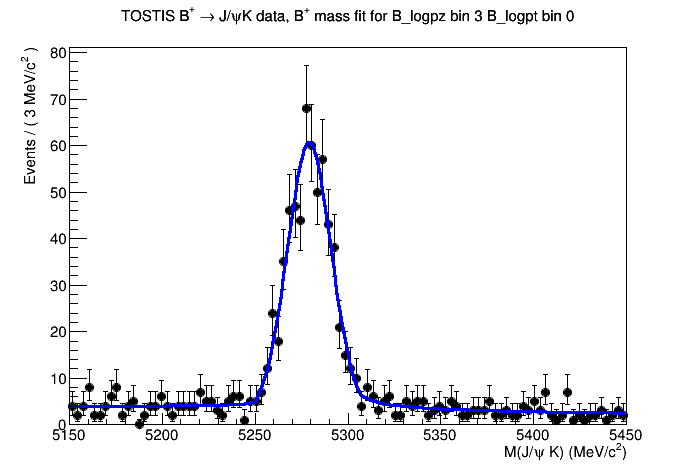 TOSTIS B⁺ → J/ψK data, B⁺ mass fit for B_logpz bin 3 B_logpt bin 0
Events / ( 3 MeV/c² )
80
70
60
50
40
30
20
10
0
5150 5200 5250 5300 5350 5400 5450
M(J/ψ K) (MeV/c²)